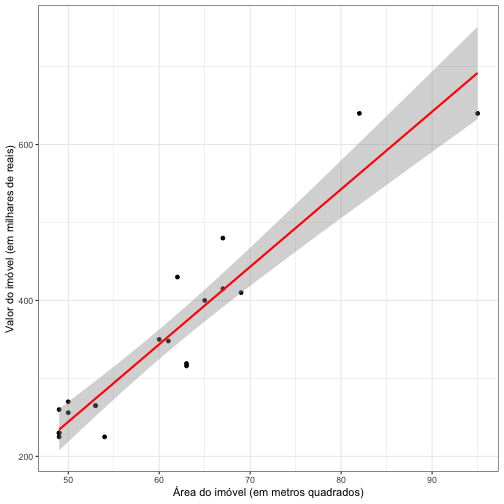 Valor do imóvel (em milhares de reais)
600
400
200
50 60 70 80 90
Área do imóvel (em metros quadrados)